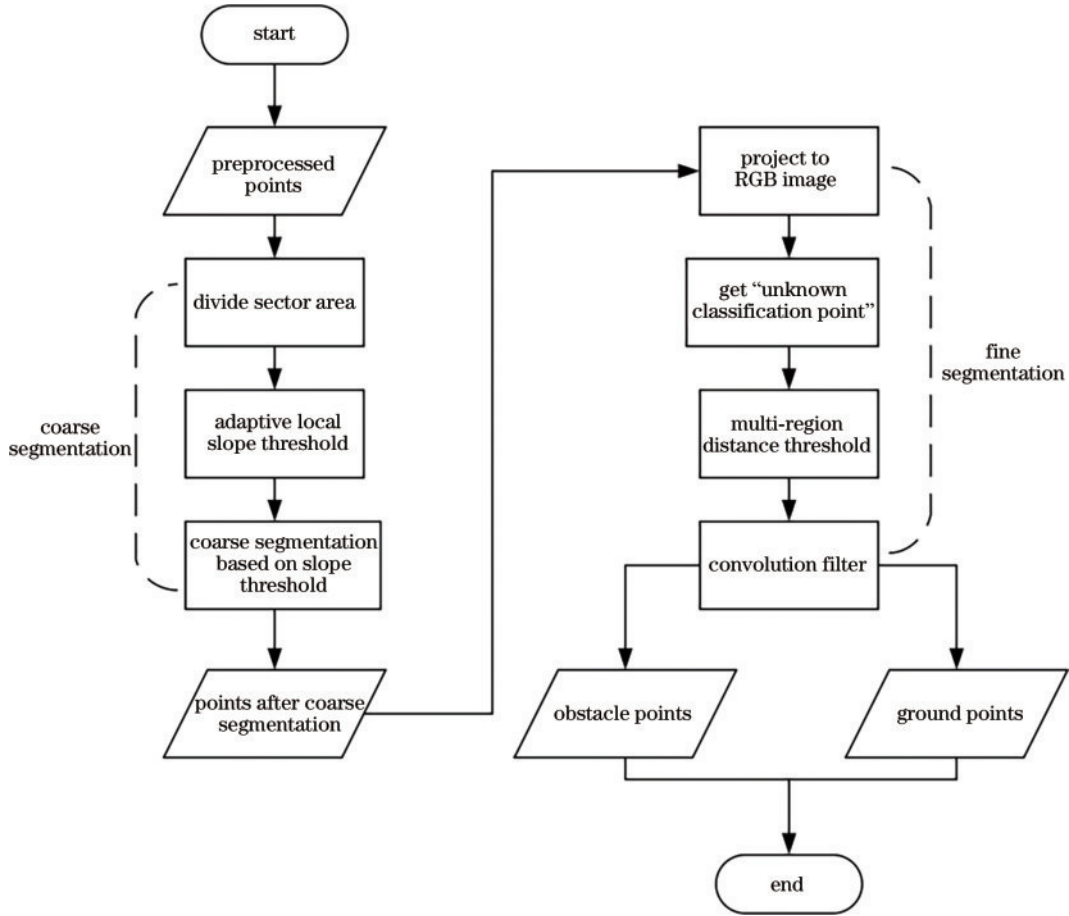 start
preprocessed
points
divide sector area
adaptive local
slope threshold
coarse segmentation
based on slope
threshold
coarse
segmentation
points after coarse
segmentation
project to
RGB image
get “unknown
classification point”
multi-region
distance threshold
convolution filter
fine
segmentation
obstacle points
ground points
end